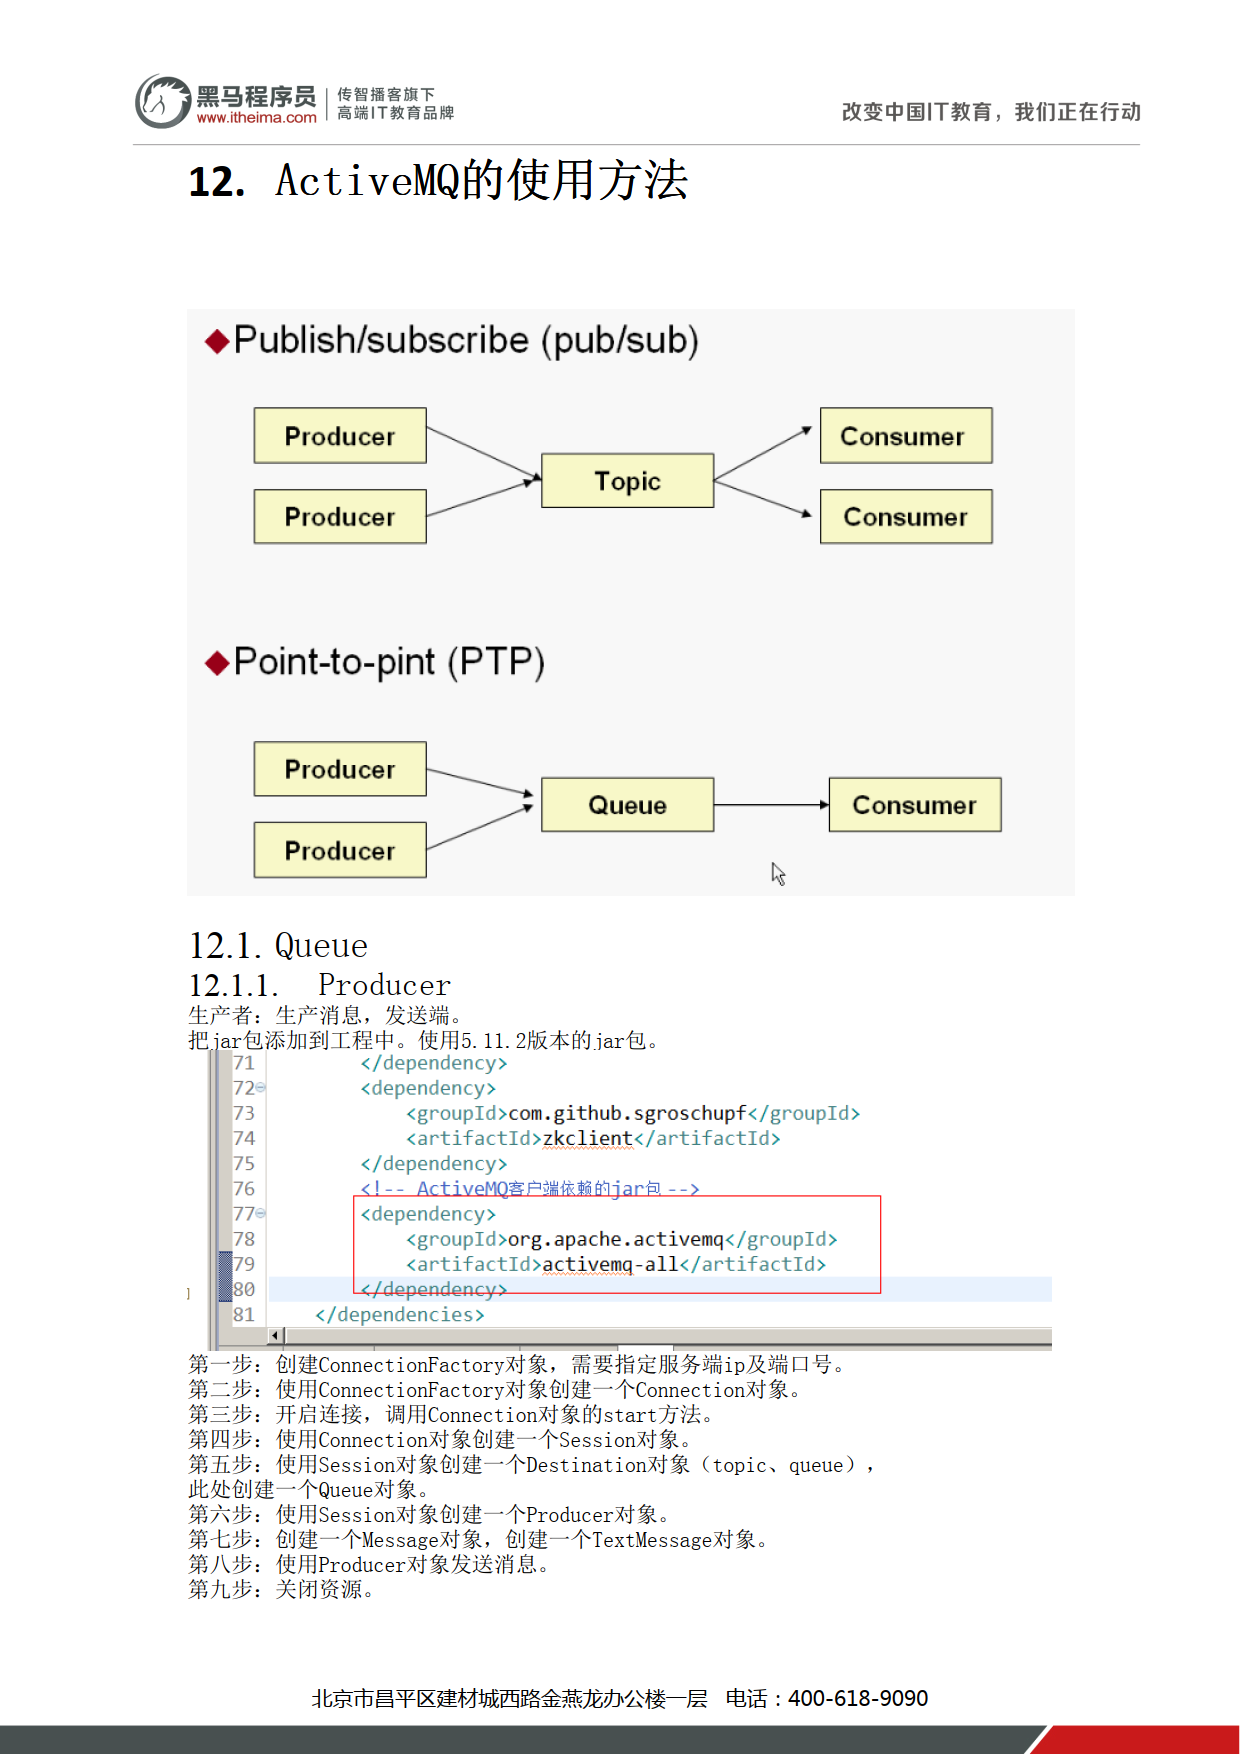 黑马程序员
www.itheima.com
传智播客旗下
高端IT教育品牌
改变中国IT教育，我们正在行动
12. ActiveMQ的使用方法
Publish/subscribe (pub/sub)
Producer
Consumer
Topic
Producer
Consumer
Point-to-pint (PTP)
Producer
Queue
Consumer
Producer
12.1. Queue
12.1.1. Producer
生产者：生产消息，发送端。
把jar包添加到工程中。使用5.11.2版本的jar包。
71 </dependency>
72 <dependency>
73 <groupId>com.github.sgroschupf</groupId>
74 <artifactId>zkclient</artifactId>
75 </dependency>
76 <!-- ActiveMQ客户端依赖的jar包 -->
77 <dependency>
78 <groupId>org.apache.activemq</groupId>
79 <artifactId>activemq-all</artifactId>
80 </dependency>
81 </dependencies>
第一步：创建ConnectionFactory对象，需要指定服务端ip及端口号。
第二步：使用ConnectionFactory对象创建一个Connection对象。
第三步：开启连接，调用Connection对象的start方法。
第四步：使用Connection对象创建一个Session对象。
第五步：使用Session对象创建一个Destination对象（topic、queue），
此处创建一个Queue对象。
第六步：使用Session对象创建一个Producer对象。
第七步：创建一个Message对象，创建一个TextMessage对象。
第八步：使用Producer对象发送消息。
第九步：关闭资源。
北京市昌平区建材城西路金燕龙办公楼一层 电话：400-618-9090